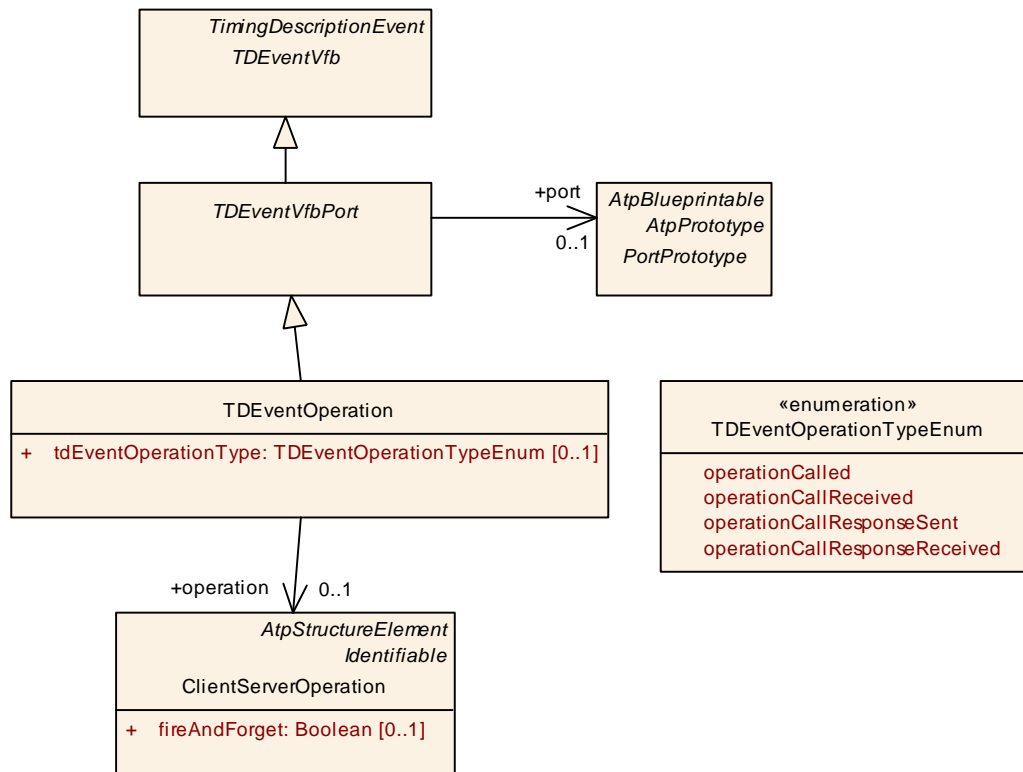 TimingDescriptionEvent
TDEventVfb
TDEventVfbPort
+port
0..1
AtpBlueprintable
AtpPrototype
PortPrototype
TDEventOperation
+ tdEventOperationType: TDEventOperationTypeEnum [0..1]
«enumeration»
TDEventOperationTypeEnum
operationCalled
operationCallReceived
operationCallResponseSent
operationCallResponseReceived
+operation 0..1
AtpStructureElement
Identifiable
ClientServerOperation
+ fireAndForget: Boolean [0..1]